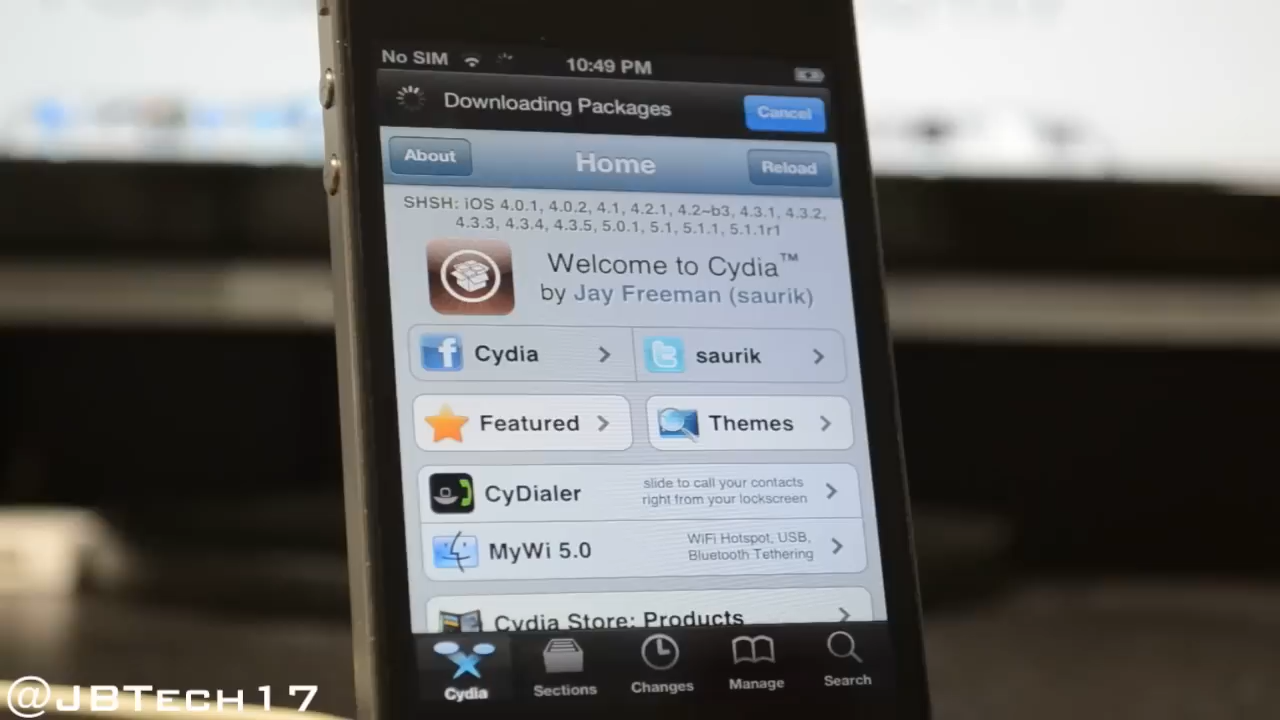 No SIM 10:49 PM
Downloading Packages Cancel
About Home Reload
SHSH: iOS 4.0.1, 4.0.2, 4.1, 4.2.1, 4.2~b3, 4.3.1, 4.3.2,
4.3.3, 4.3.4, 4.3.5, 5.0.1, 5.1, 5.1.1, 5.1.1r1
Welcome to Cydia™
by Jay Freeman (saurik)
Cydia saurik
Featured Themes
CyDialer slide to call your contacts
right from your lockscreen
MyWi 5.0 WiFi Hotspot, USB,
Bluetooth Tethering
Cydia Store: Products
Cydia Sections Changes Manage Search
@JBTech17